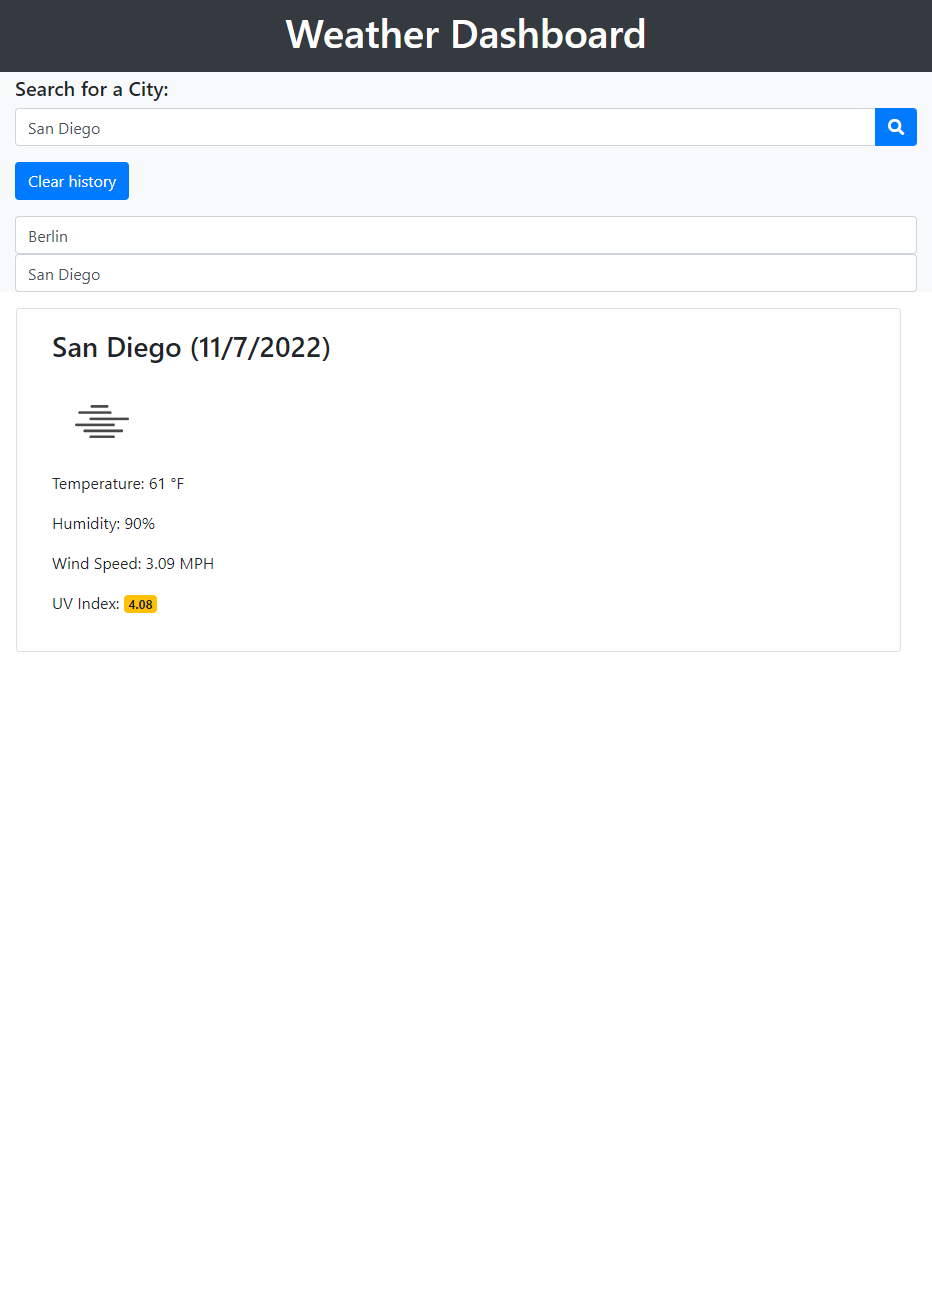 Weather Dashboard
Search for a City:
San Diego
Clear history
Berlin
San Diego
San Diego (11/7/2022)
Temperature: 61 °F
Humidity: 90%
Wind Speed: 3.09 MPH
UV Index: 4.08